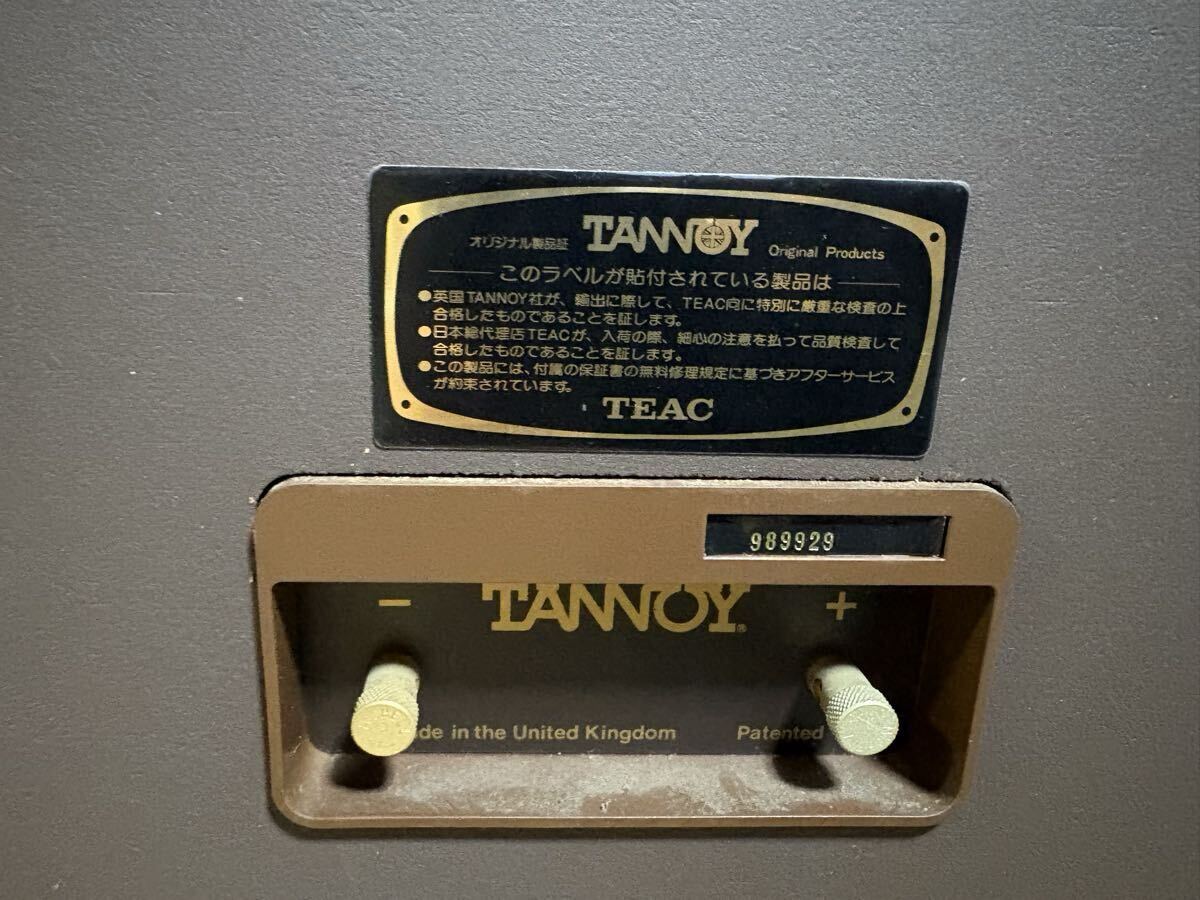 オリジナル製品証 TANNOY Original Products
このラベルが貼付されている製品は
●英国TANNOY社が、輸出に際して、TEAC向に特別に厳重な検査の上
合格したものであることを証します。
●日本総代理店TEACが、入荷の際、細心の注意を払って品質検査して
合格したものであることを証します。
●この製品には、付属の保証書の無料修理規定に基づきアフターサービス
が約束されています。
TEAC
989929
− TANNOY® +
de in the United Kingdom Patented